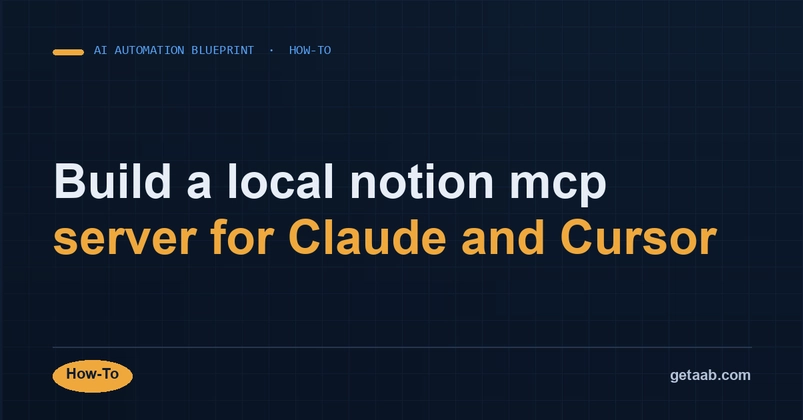 AI AUTOMATION BLUEPRINT · HOW-TO
Build a local notion mcp
server for Claude and Cursor
How-To
getaab.com